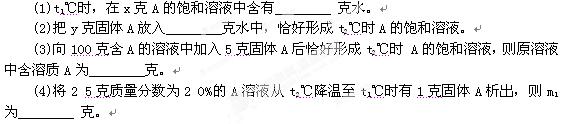 (1)t₁℃时，在 x 克 A 的饱和溶液中含有________ 克水。
(2)把 y 克固体 A 放入________克水中，恰好形成 t₂℃时 A 的饱和溶液。
(3)向 100 克含 A 的溶液中加入 5 克固体 A 后恰好形成 t₂℃时 A 的饱和溶液，则原溶液
中含溶质 A 为________克。
(4)将 2 5 克质量分数为 2 0%的 A 溶液从 t₂℃降温至 t₁℃时有 1 克固体 A 析出，则 m₁
为________ 克。